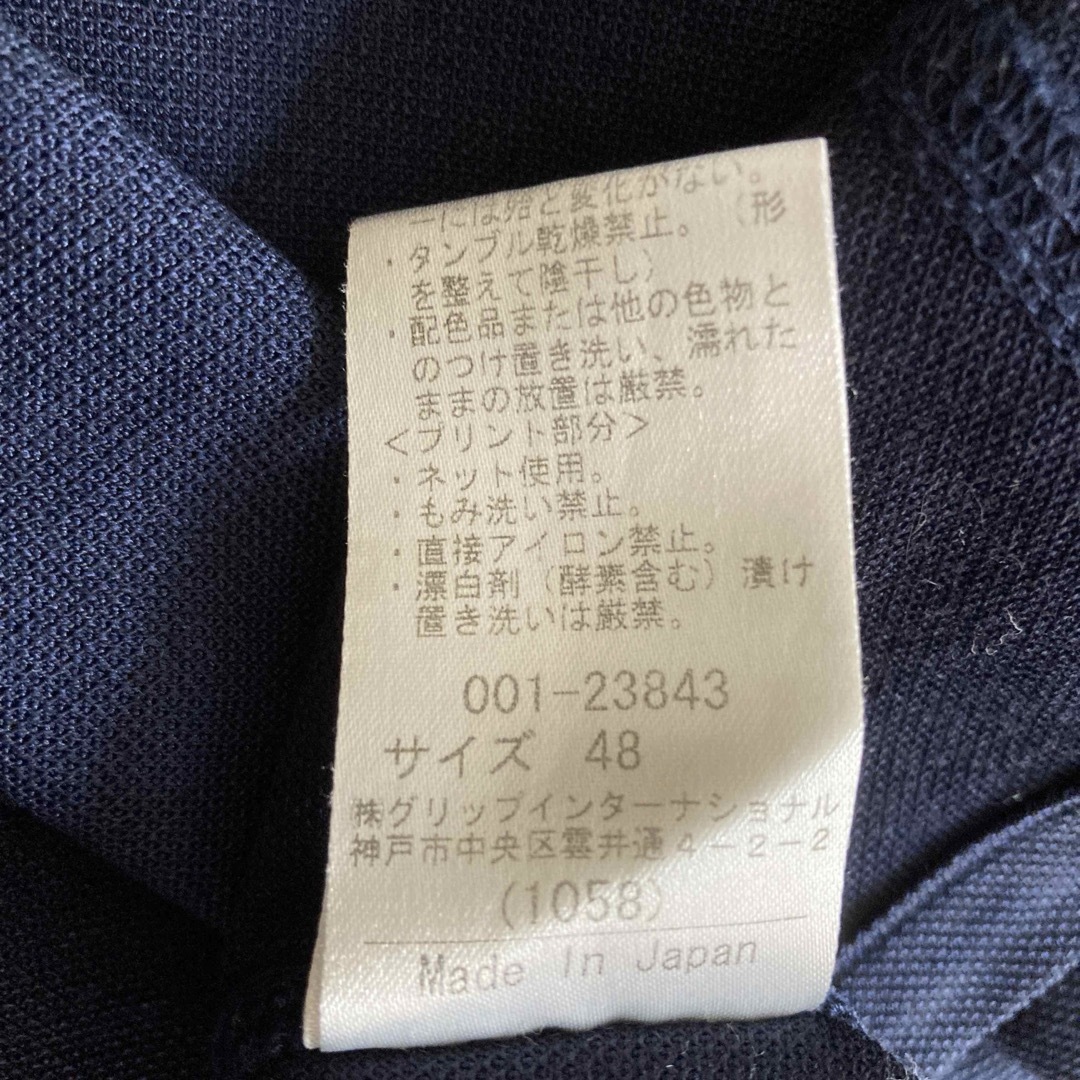 ーには殆ど変化がない。
・タンブル乾燥禁止。（形
を整えて陰干し）
・配色品または他の色物と
のつけ置き洗い、濡れた
ままの放置は厳禁。
＜プリント部分＞
・ネット使用。
・もみ洗い禁止。
・直接アイロン禁止。
・漂白剤（酵素含む）漬け
置き洗いは厳禁。
001-23843
サイズ 48
㈱グリップインターナショナル
神戸市中央区雲井通４－２－２
(1058)
Made In Japan